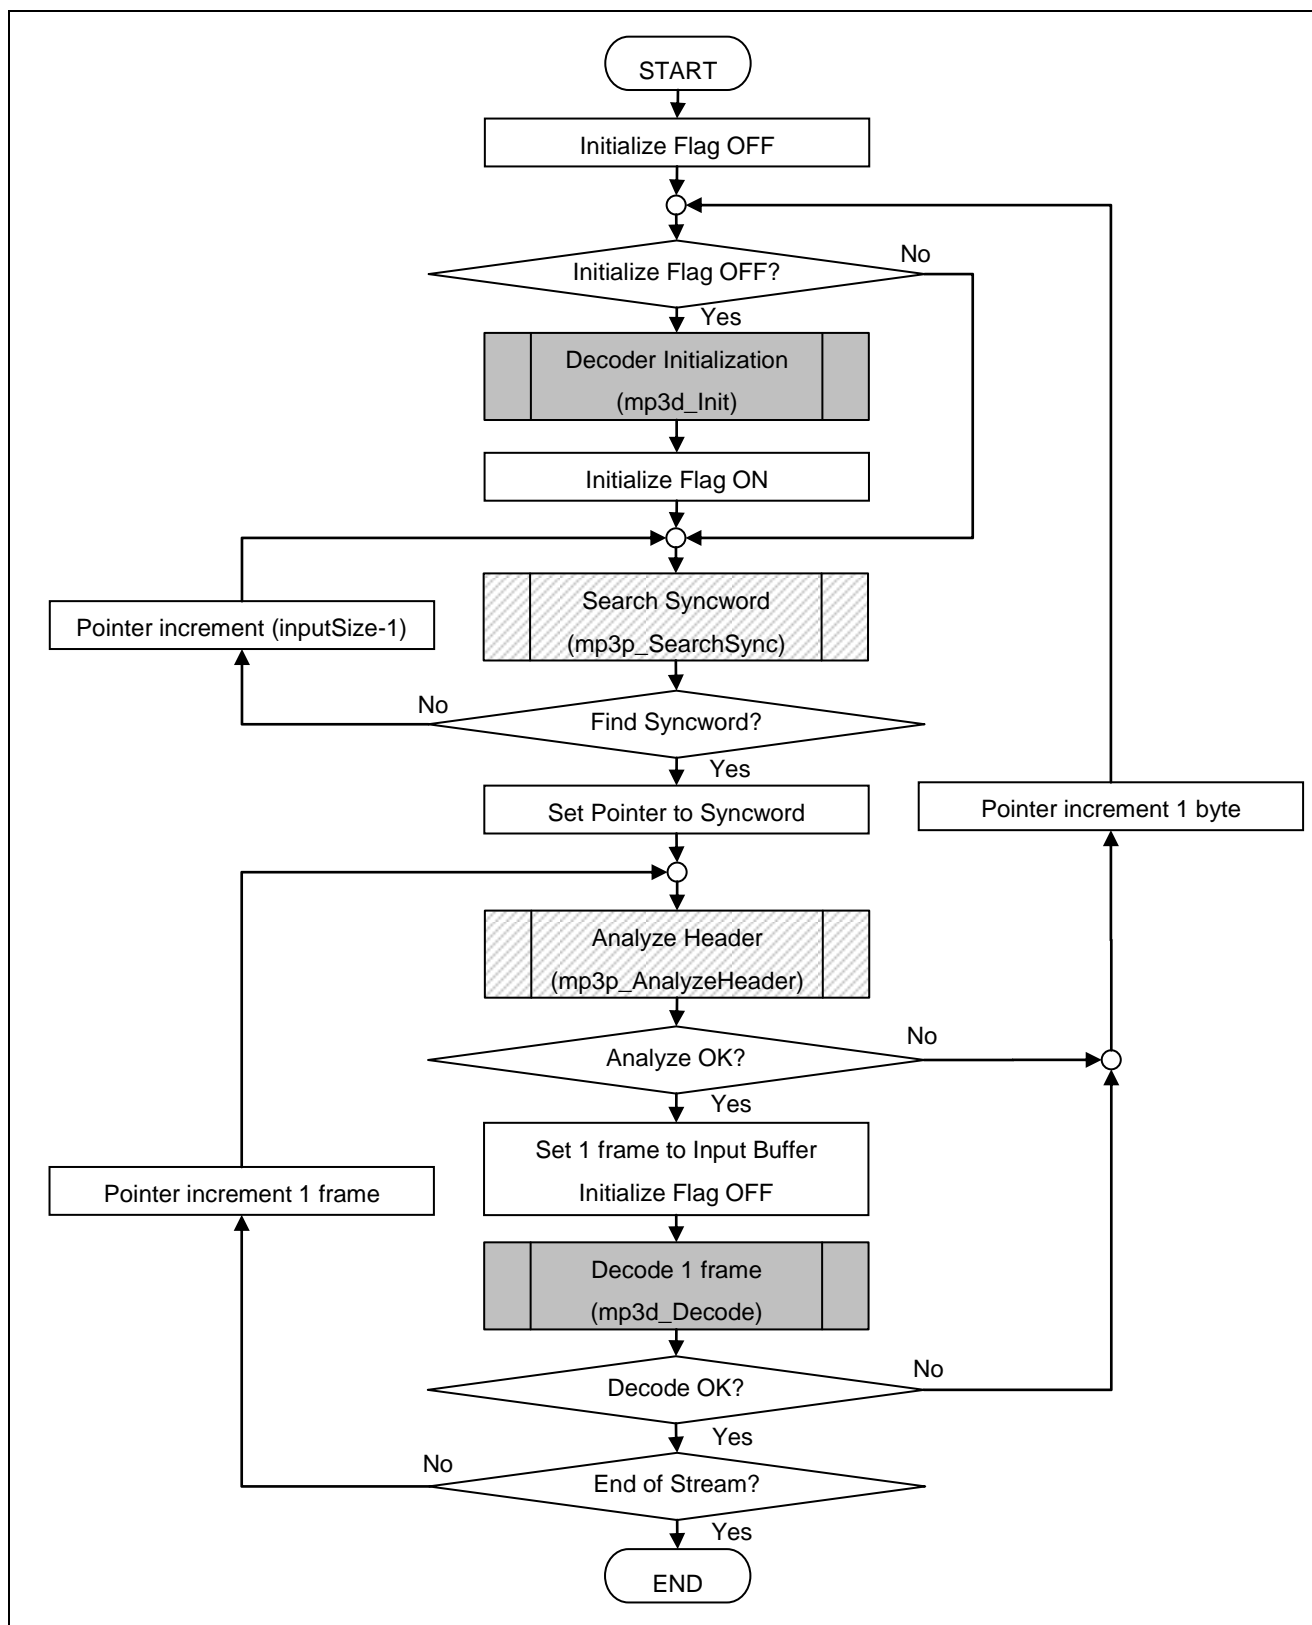 START
Initialize Flag OFF
Initialize Flag OFF?
No
Yes
Decoder Initialization
(mp3d_Init)
Initialize Flag ON
Search Syncword
(mp3p_SearchSync)
Pointer increment (inputSize-1)
No
Find Syncword?
Yes
Set Pointer to Syncword
Pointer increment 1 byte
Analyze Header
(mp3p_AnalyzeHeader)
No
Analyze OK?
Yes
Set 1 frame to Input Buffer
Initialize Flag OFF
Pointer increment 1 frame
Decode 1 frame
(mp3d_Decode)
No
Decode OK?
Yes
No
End of Stream?
Yes
END